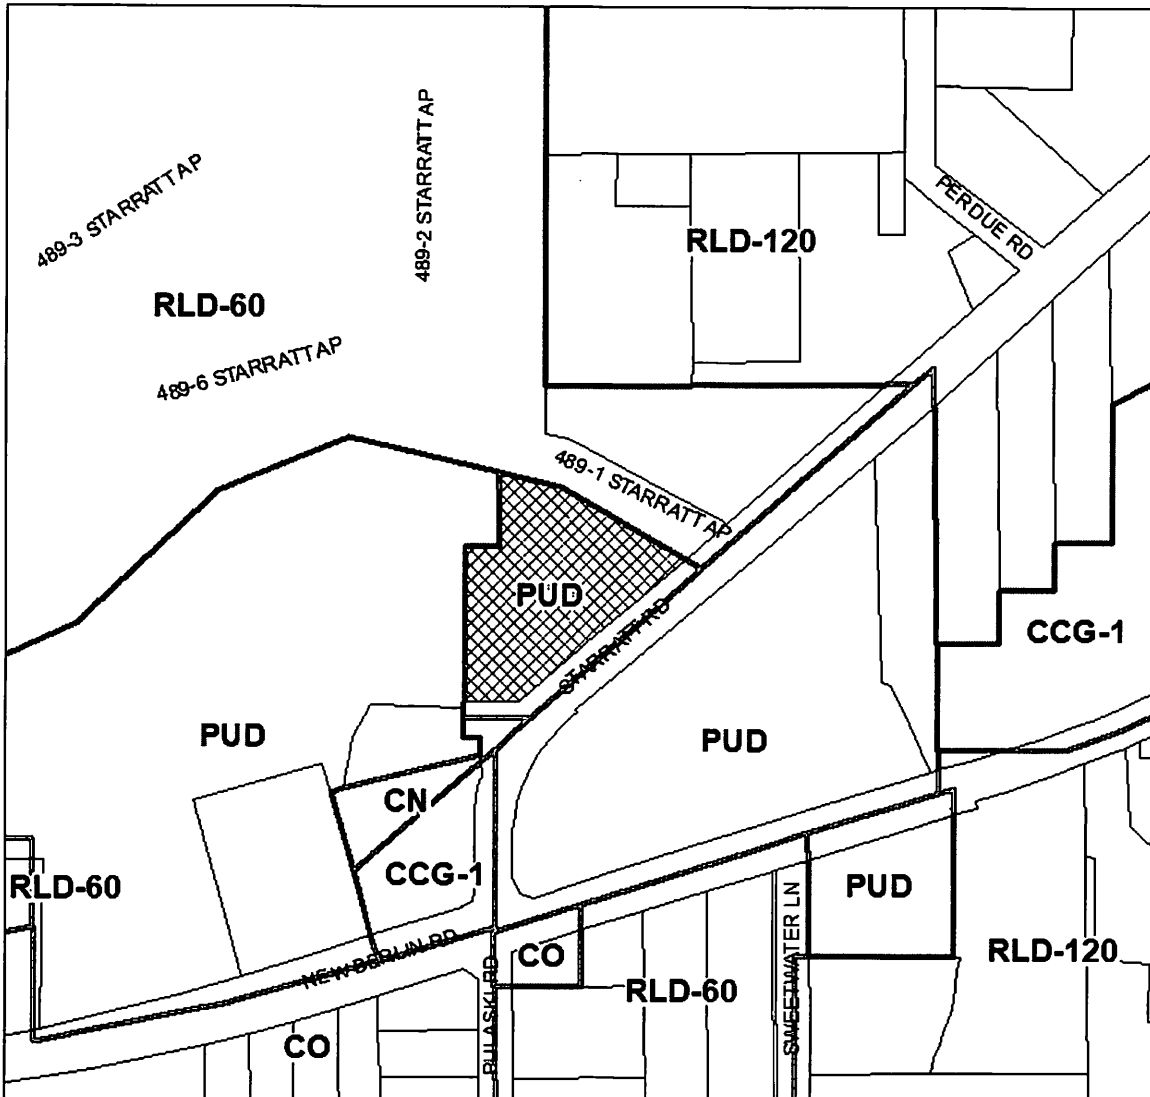 489-3 STARRATT AP
489-2 STARRATT AP
PERDUE RD
RLD-120
RLD-60
489-6 STARRATT AP
489-1 STARRATT AP
PUD
STARRATT RD
CCG-1
PUD
PUD
CN
CCG-1
RLD-60
PUD
SWEETWATER LN
NEW BERLIN RD
CO
RLD-120
RLD-60
PULASKI RD
CO